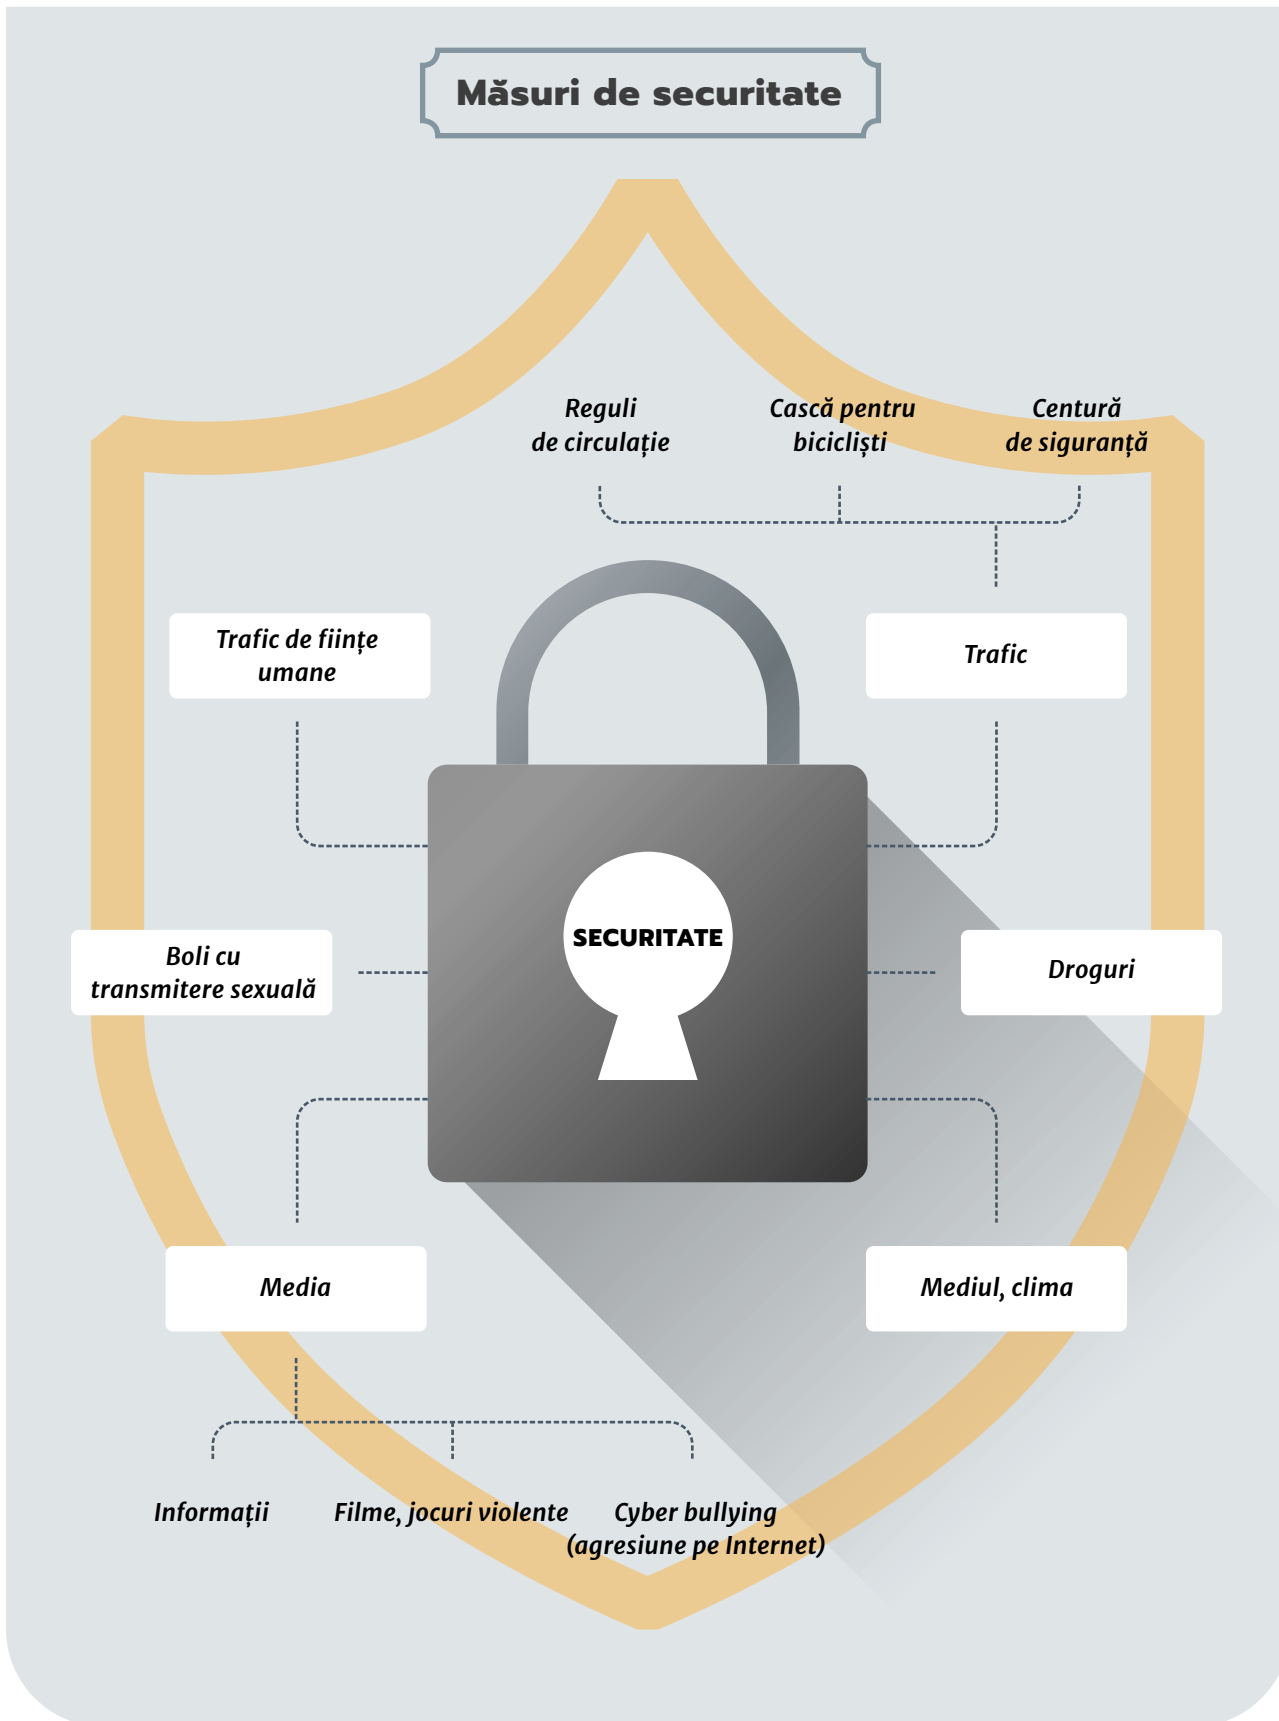 Măsuri de securitate
Reguli
de circulație
Cască pentru
bicicliști
Centură
de siguranță
Trafic de ființe
umane
Trafic
SECURITATE
Boli cu
transmitere sexuală
Droguri
Media
Mediul, clima
Informații
Filme, jocuri violente
Cyber bullying
(agresiune pe Internet)